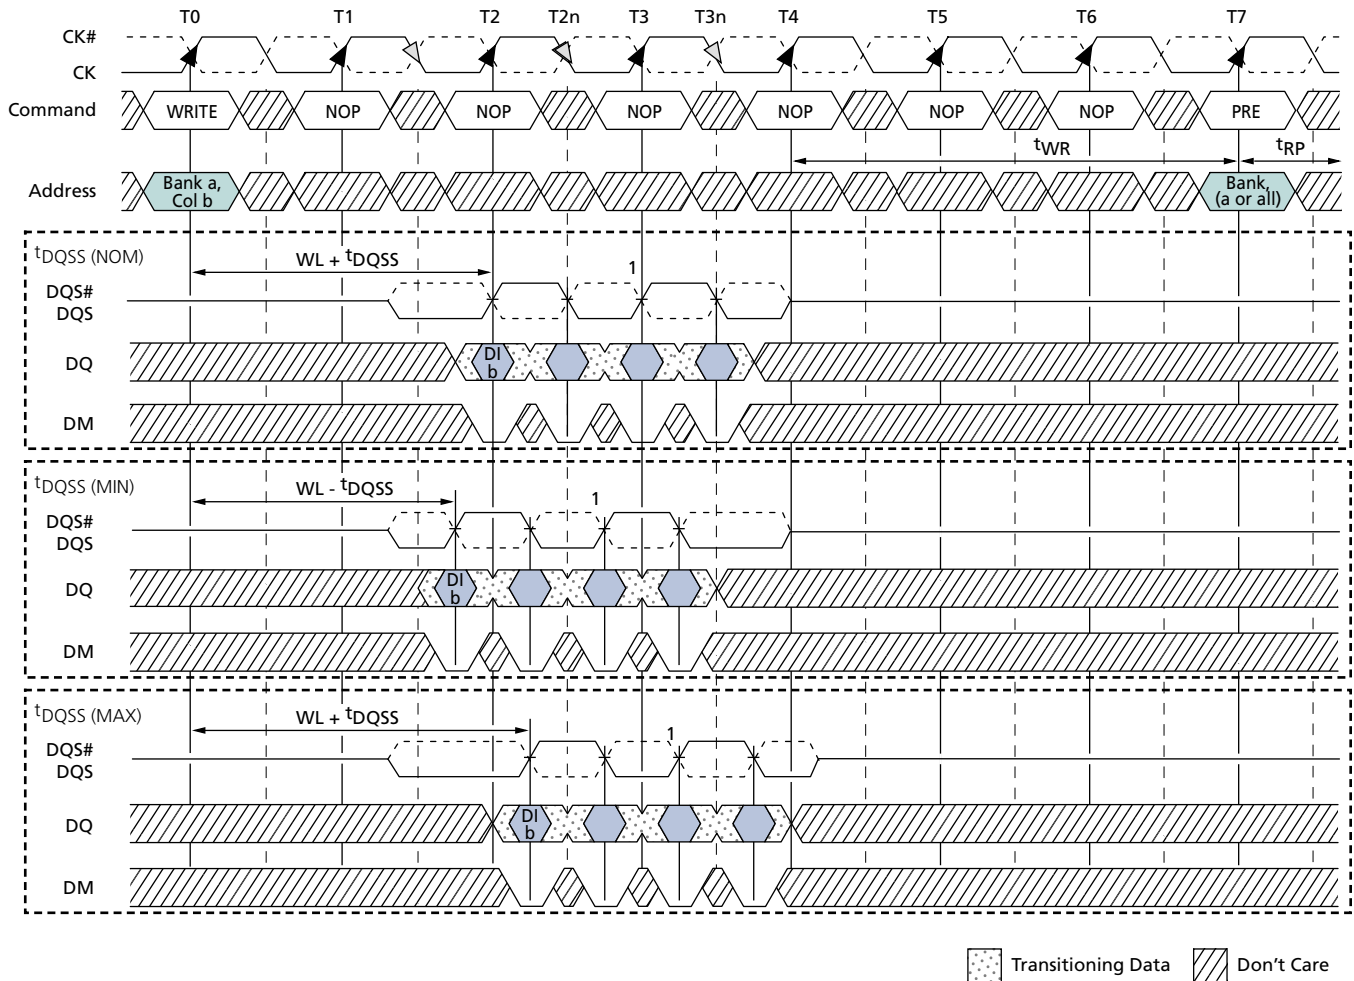 T0 T1 T2 T2n T3 T3n T4 T5 T6 T7
CK#
CK
Command WRITE NOP NOP NOP NOP NOP NOP PRE
tWR tRP
Address Bank a, Col b Bank, (a or all)
tDQSS (NOM)
WL + tDQSS
1
DQS#
DQS
DQ DI b
DM
tDQSS (MIN)
WL - tDQSS
1
DQS#
DQS
DQ DI b
DM
tDQSS (MAX)
WL + tDQSS
1
DQS#
DQS
DQ DI b
DM
Transitioning Data Don't Care